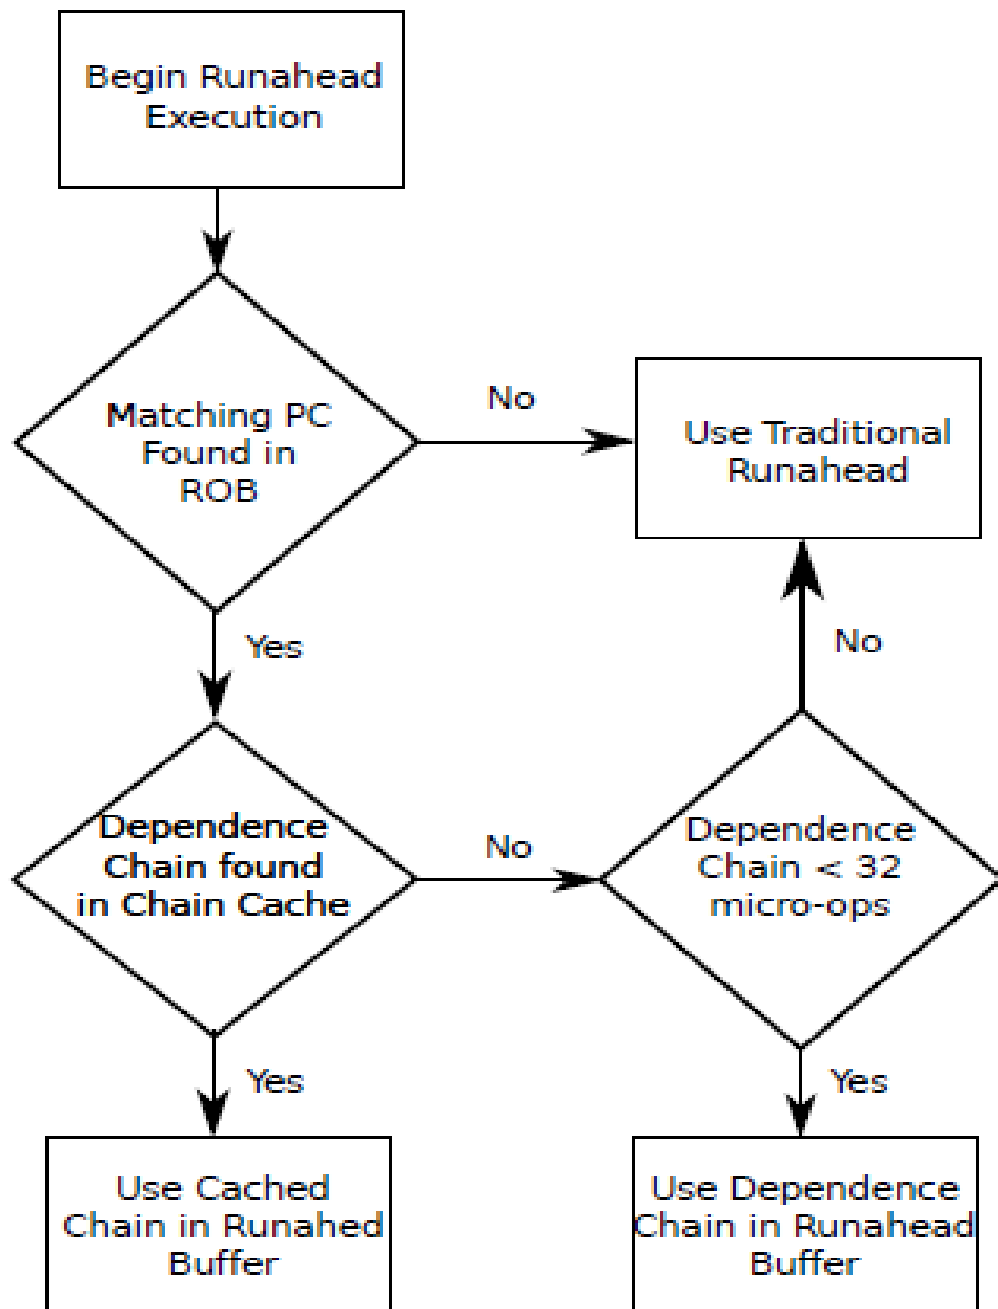 Begin Runahead
Execution
Matching PC
Found in
ROB
No
Use Traditional
Runahead
Yes
No
Dependence
Chain found
in Chain Cache
No
Dependence
Chain < 32
micro-ops
Yes
Yes
Use Cached
Chain in Runahed
Buffer
Use Dependence
Chain in Runahead
Buffer